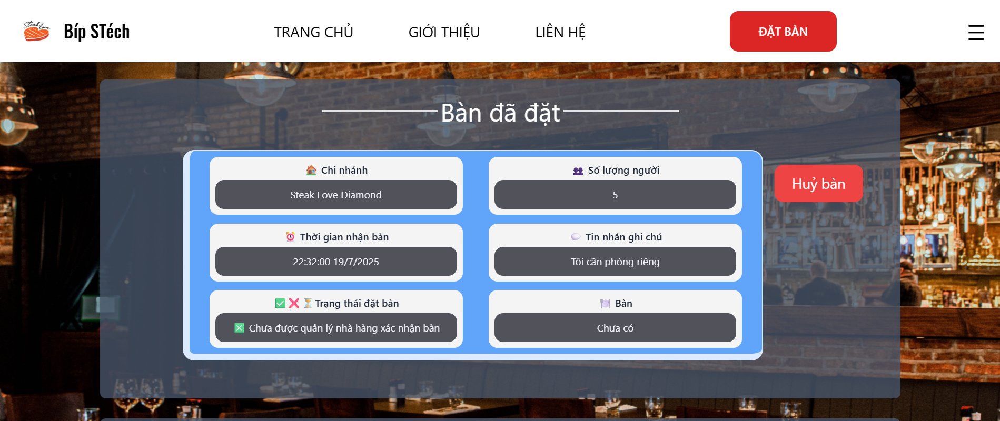 Steak love
Bíp STéch
TRANG CHỦ
GIỚI THIỆU
LIÊN HỆ
ĐẶT BÀN
Bàn đã đặt
Chi nhánh
Steak Love Diamond
Số lượng người
5
Huỷ bàn
Thời gian nhận bàn
22:32:00 19/7/2025
Tin nhắn ghi chú
Tôi cần phòng riêng
✅ ❌ ⏳Trạng thái đặt bàn
❎ Chưa được quản lý nhà hàng xác nhận bàn
Bàn
Chưa có